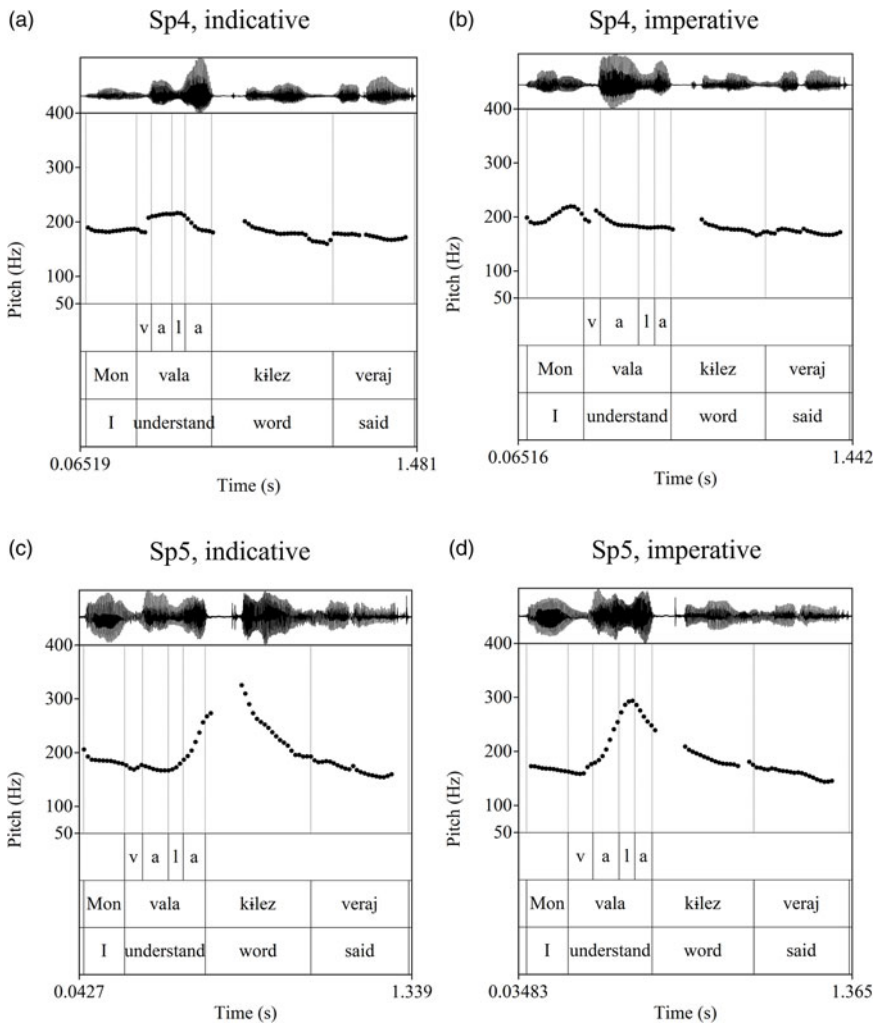 (a) Sp4, indicative
400
300
200
100
50
Pitch (Hz)
v a l a
Mon vala kɨlez veraj
I understand word said
0.06519 1.481
Time (s)
(b) Sp4, imperative
400
300
200
100
50
Pitch (Hz)
v a l a
Mon vala kɨlez veraj
I understand word said
0.06516 1.442
Time (s)
(c) Sp5, indicative
400
300
200
100
50
Pitch (Hz)
v a l a
Mon vala kɨlez veraj
I understand word said
0.0427 1.339
Time (s)
(d) Sp5, imperative
400
300
200
100
50
Pitch (Hz)
v a l a
Mon vala kɨlez veraj
I understand word said
0.03483 1.365
Time (s)